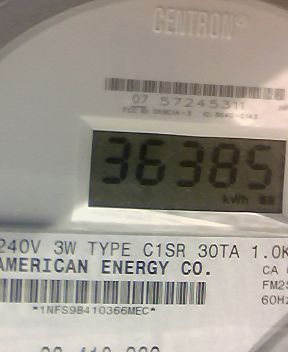 CENTRON®
07 57245311
36385
kWh
240V 3W TYPE C1SR 30TA 1.0K
AMERICAN ENERGY CO.
CA
FM2S
60Hz
*1NFS98410366MEC*